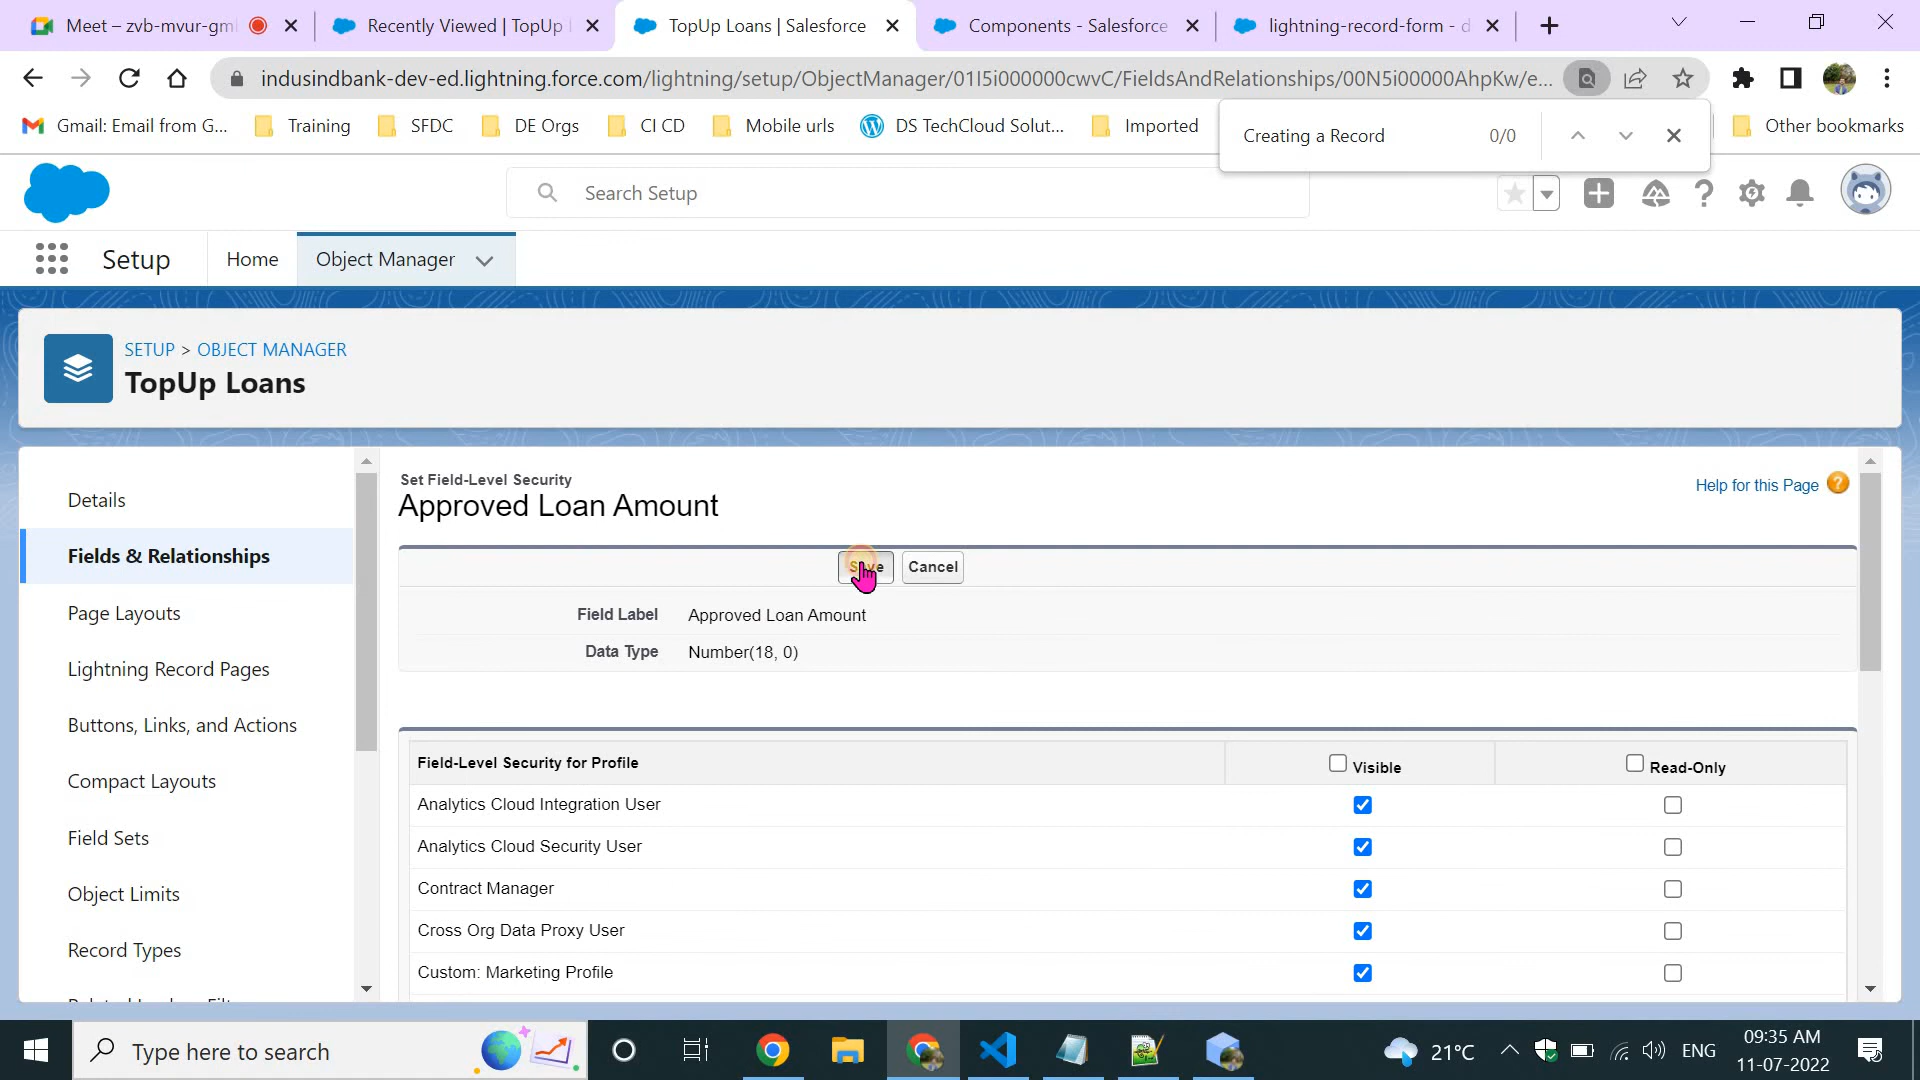 Meet – zvb-mvur-gml
Recently Viewed | TopUp
TopUp Loans | Salesforce
Components - Salesforce
lightning-record-form - d
indusindbank-dev-ed.lightning.force.com/lightning/setup/ObjectManager/01I5i000000cwvC/FieldsAndRelationships/00N5i00000AhpKw/e...
Gmail: Email from G...
Training
SFDC
DE Orgs
CI CD
Mobile urls
DS TechCloud Solut...
Imported
Other bookmarks
Creating a Record 0/0
Search Setup
Setup
Home
Object Manager
SETUP > OBJECT MANAGER
TopUp Loans
Details
Fields & Relationships
Page Layouts
Lightning Record Pages
Buttons, Links, and Actions
Compact Layouts
Field Sets
Object Limits
Record Types
Set Field-Level Security
Approved Loan Amount
Help for this Page ?
Save Cancel
Field Label Approved Loan Amount
Data Type Number(18, 0)
Field-Level Security for Profile Visible Read-Only
Analytics Cloud Integration User
Analytics Cloud Security User
Contract Manager
Cross Org Data Proxy User
Custom: Marketing Profile
Type here to search
21°C
ENG
09:35 AM
11-07-2022